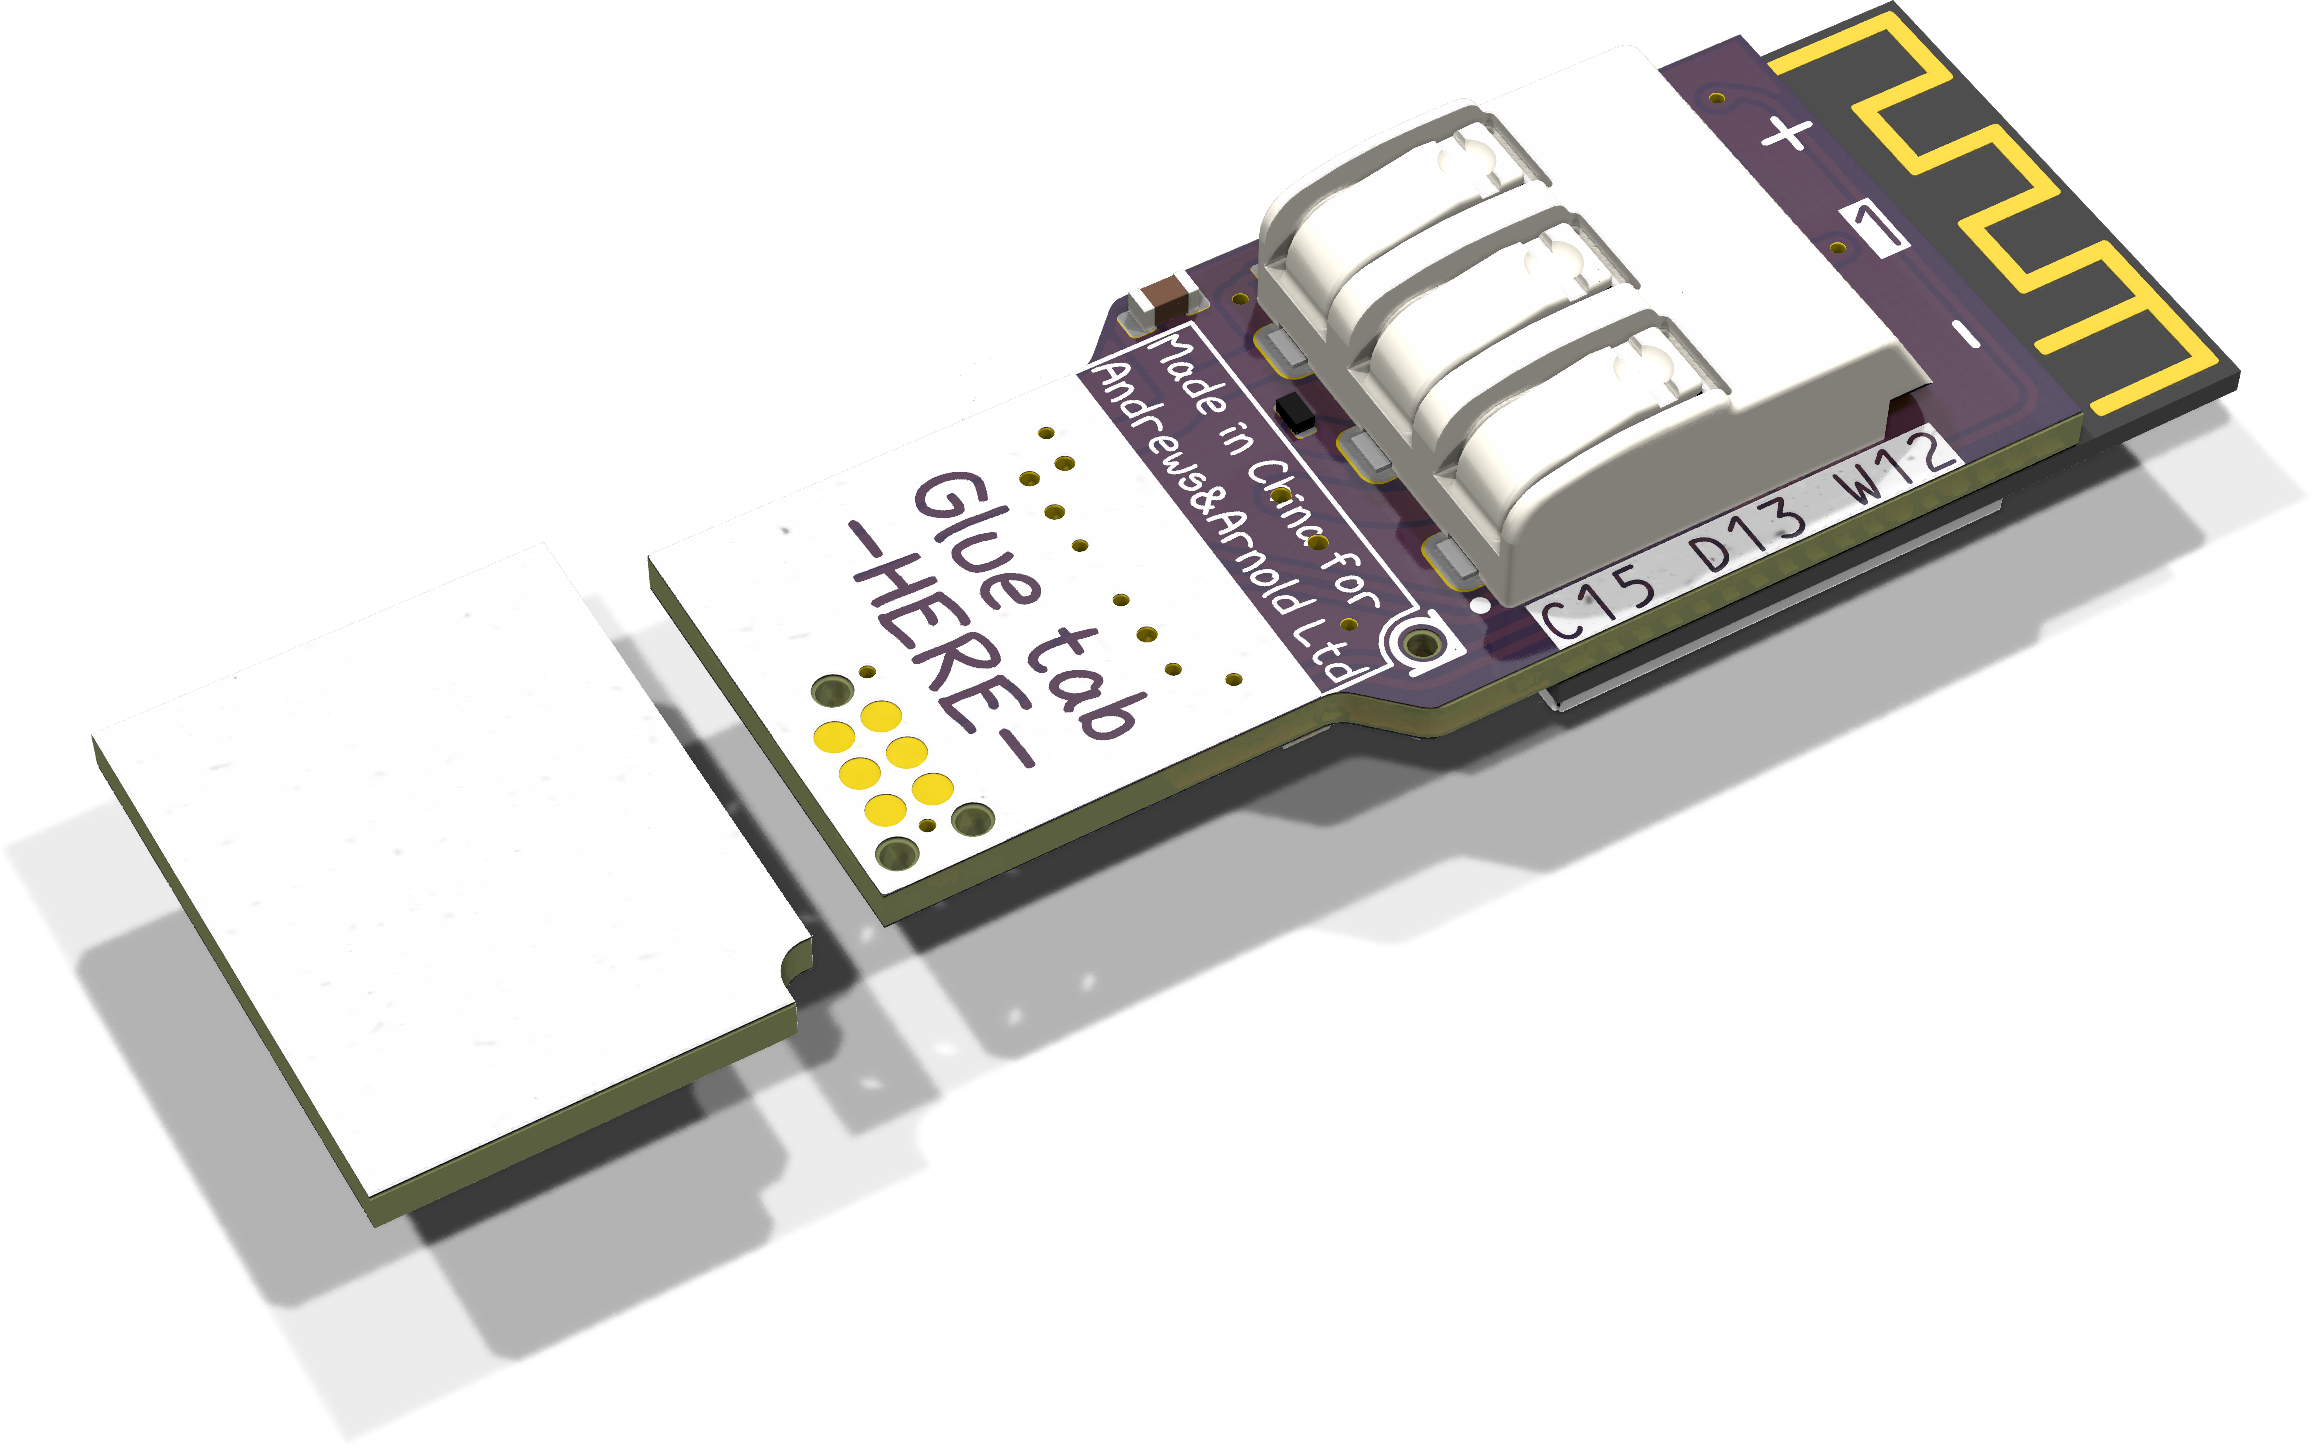 Glue tab
-HERE-
Made in China for
Andrews&Arnold Ltd
C15 D13 W12
+
1
-